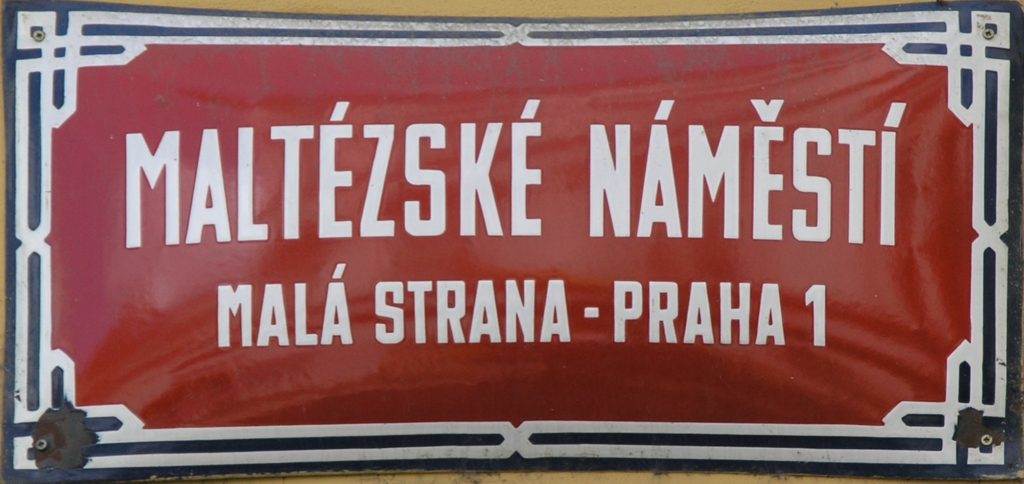 MALTÉZSKÉ NÁMĚSTÍ
MALÁ STRANA - PRAHA 1